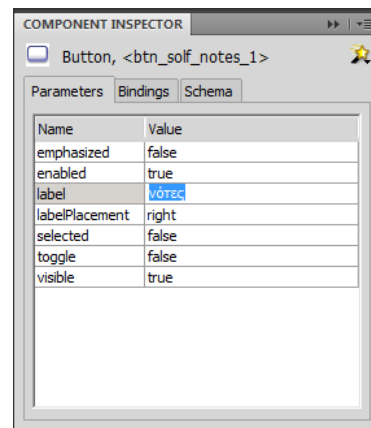 COMPONENT INSPECTOR
Button, <btn_solf_notes_1>
Parameters Bindings Schema
Name Value
emphasized false
enabled true
label νότες
labelPlacement right
selected false
toggle false
visible true